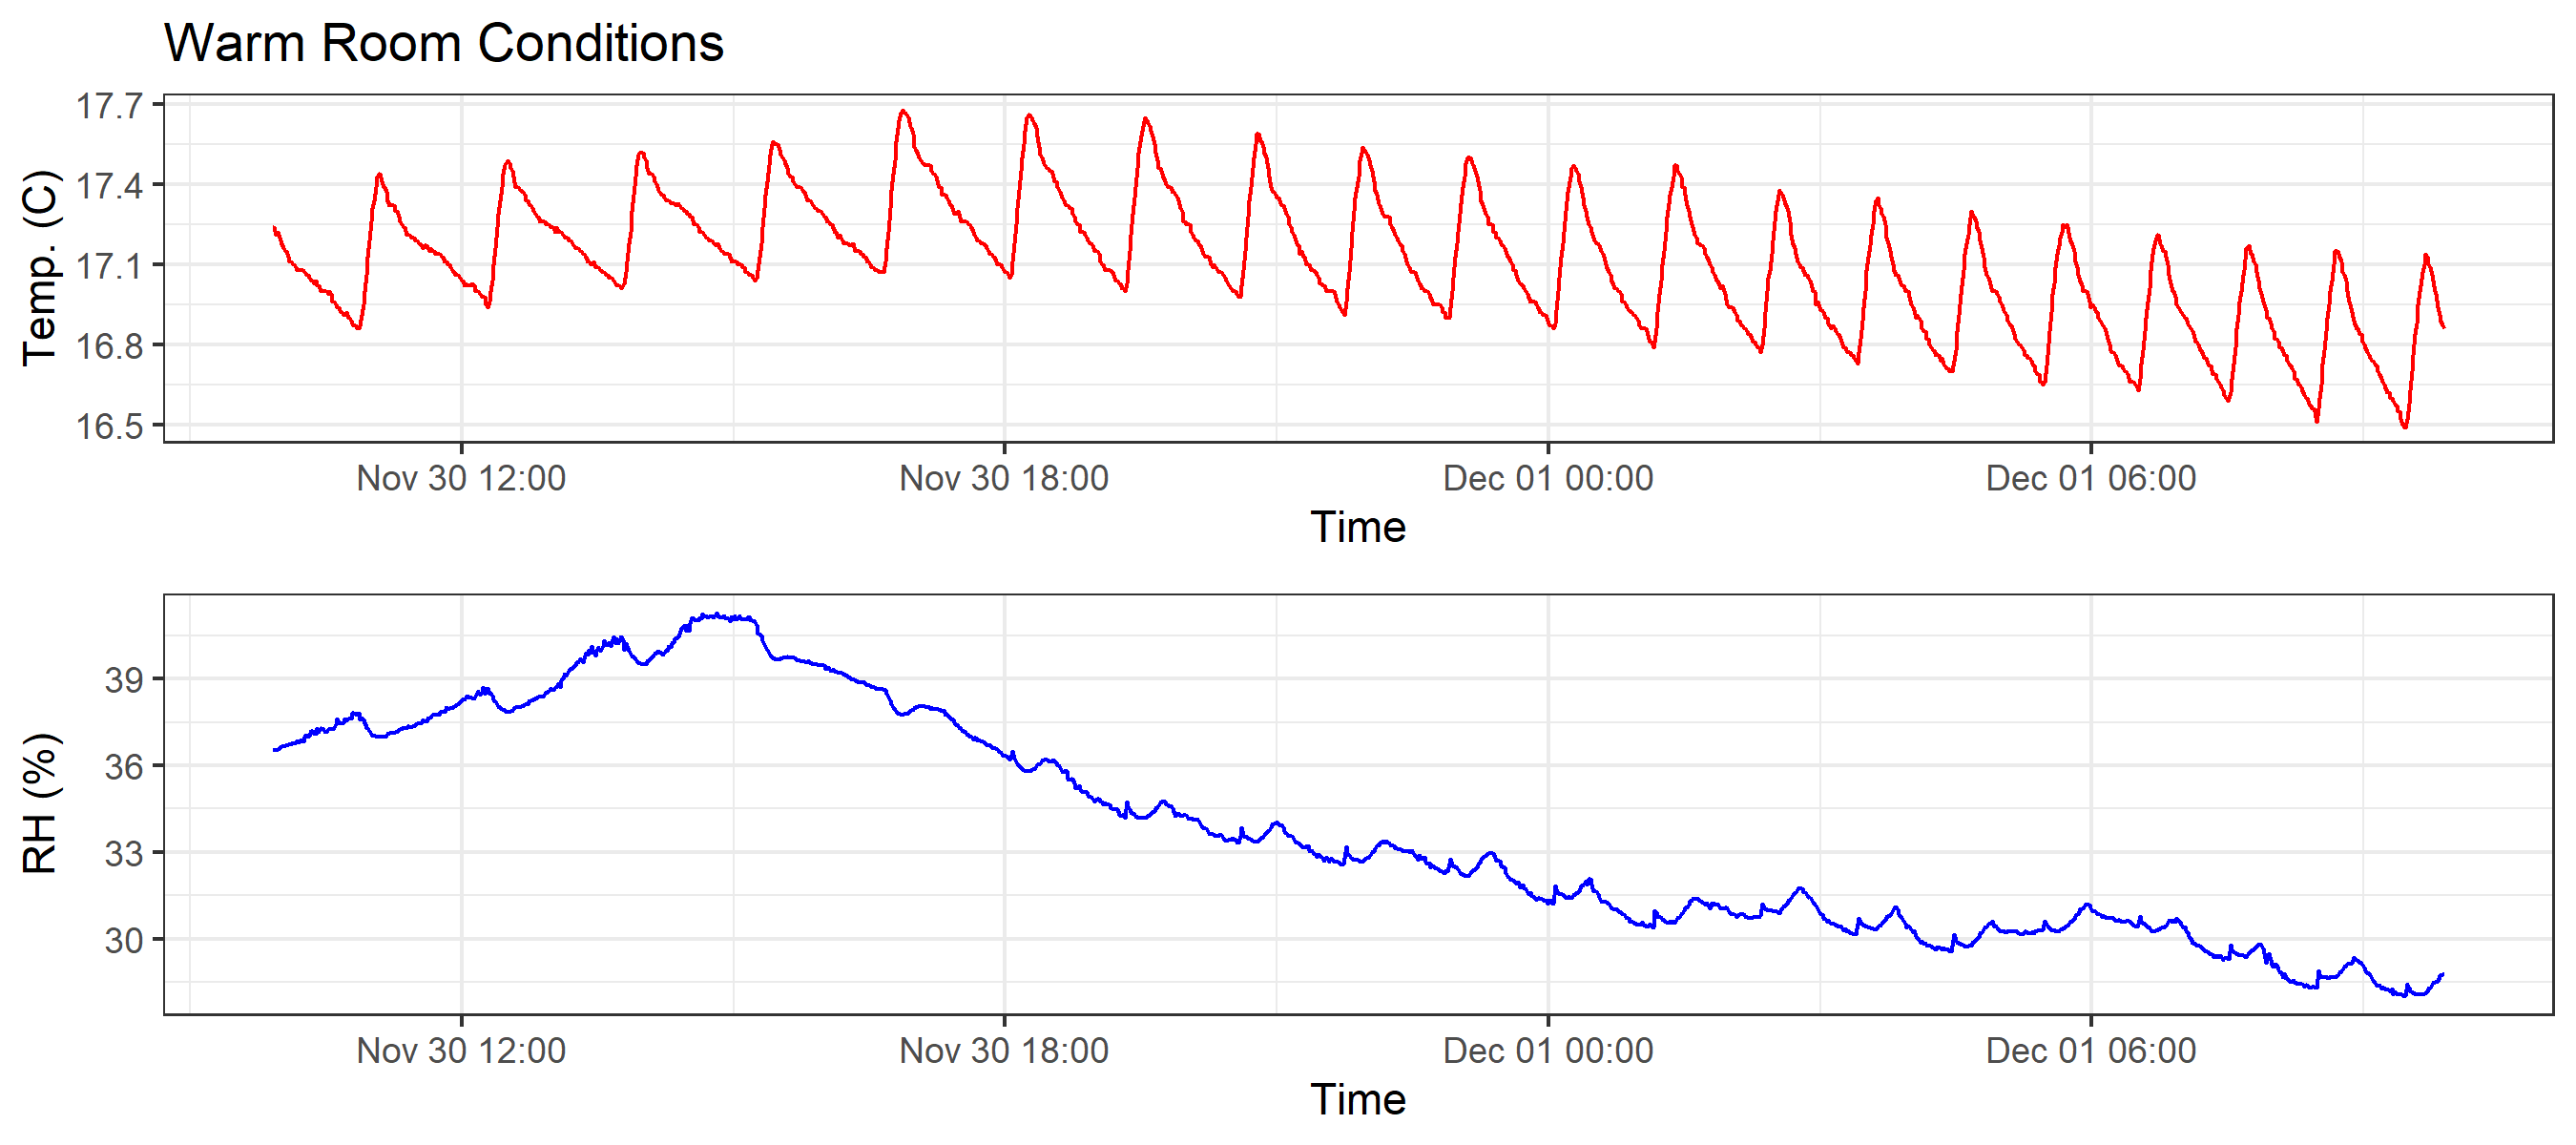 Warm Room Conditions
Temp. (C)
17.7
17.4
17.1
16.8
16.5
Nov 30 12:00 Nov 30 18:00 Dec 01 00:00 Dec 01 06:00
Time
RH (%)
39
36
33
30
Nov 30 12:00 Nov 30 18:00 Dec 01 00:00 Dec 01 06:00
Time